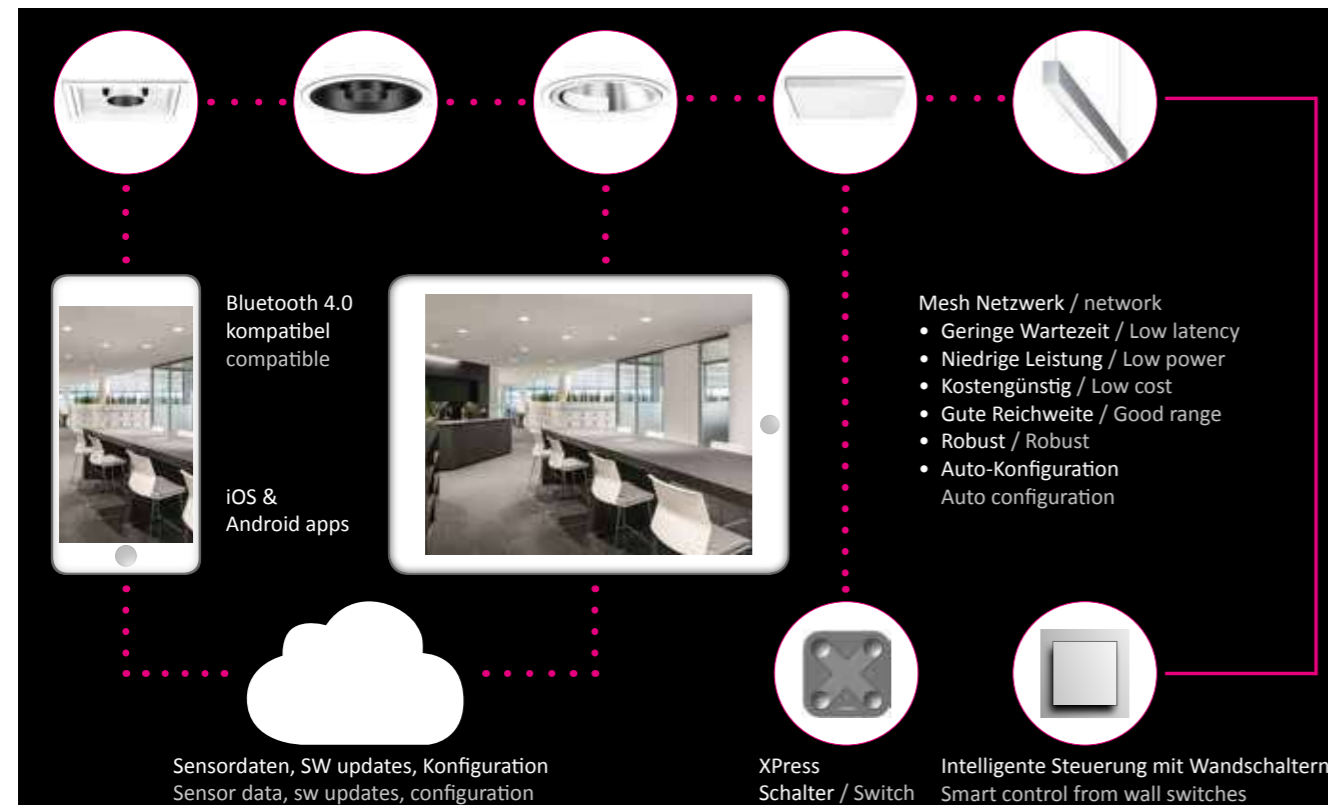 Bluetooth 4.0
kompatibel
compatible
iOS &
Android apps
Mesh Netzwerk / network
• Geringe Wartezeit / Low latency
• Niedrige Leistung / Low power
• Kostengünstig / Low cost
• Gute Reichweite / Good range
• Robust / Robust
• Auto-Konfiguration
Auto configuration
Sensordaten, SW updates, Konfiguration
Sensor data, sw updates, configuration
XPress
Schalter / Switch
Intelligente Steuerung mit Wandschaltern
Smart control from wall switches